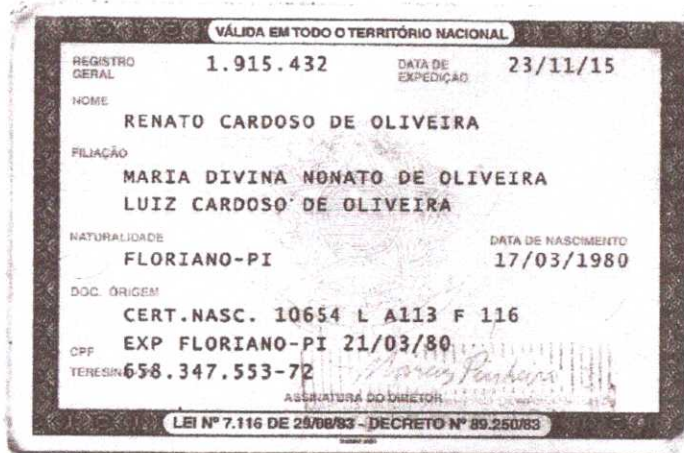 VÁLIDA EM TODO O TERRITÓRIO NACIONAL
REGISTRO GERAL 1.915.432 DATA DE EXPEDIÇÃO 23/11/15
NOME
RENATO CARDOSO DE OLIVEIRA
FILIAÇÃO
MARIA DIVINA NONATO DE OLIVEIRA
LUIZ CARDOSO DE OLIVEIRA
NATURALIDADE DATA DE NASCIMENTO
FLORIANO-PI 17/03/1980
DOC. ORIGEM
CERT.NASC. 10654 L A113 F 116
EXP FLORIANO-PI 21/03/80
CPF
658.347.553-72
ASSINATURA DO DIRETOR
LEI Nº 7.116 DE 29/08/83 - DECRETO Nº 89.250/83